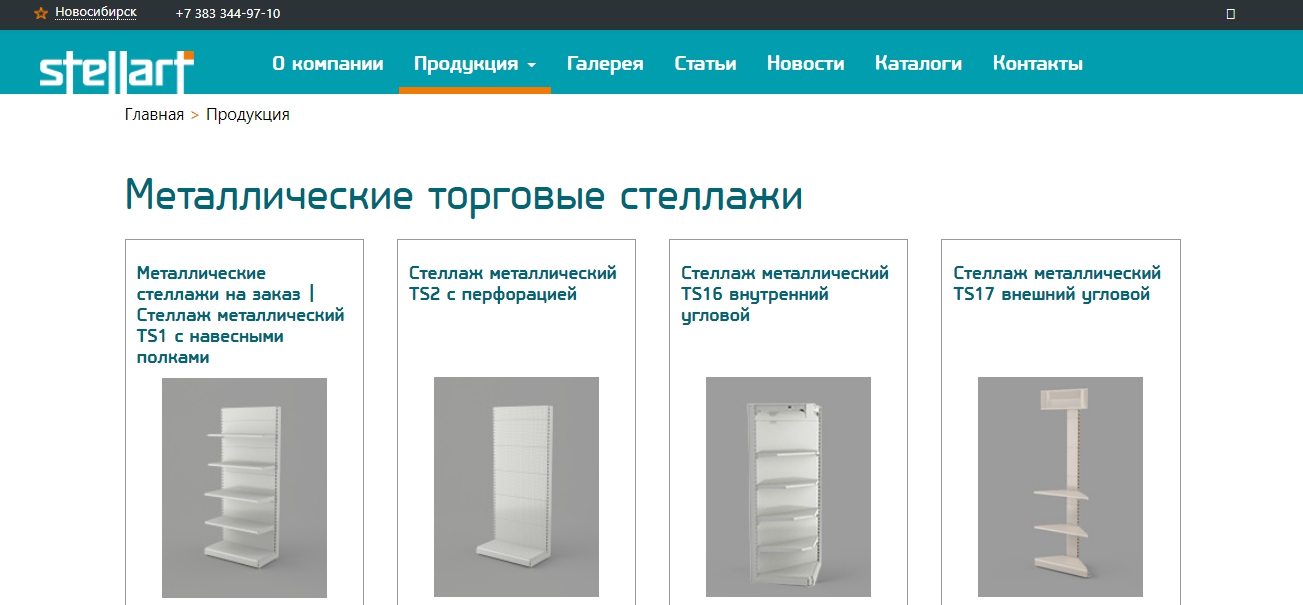 Новосибирск +7 383 344-97-10
stellart О компании Продукция Галерея Статьи Новости Каталоги Контакты
Главная > Продукция
Металлические торговые стеллажи
Металлические
стеллажи на заказ |
Стеллаж металлический
TS1 с навесными
полками
Стеллаж металлический
TS2 с перфорацией
Стеллаж металлический
TS16 внутренний
угловой
Стеллаж металлический
TS17 внешний угловой